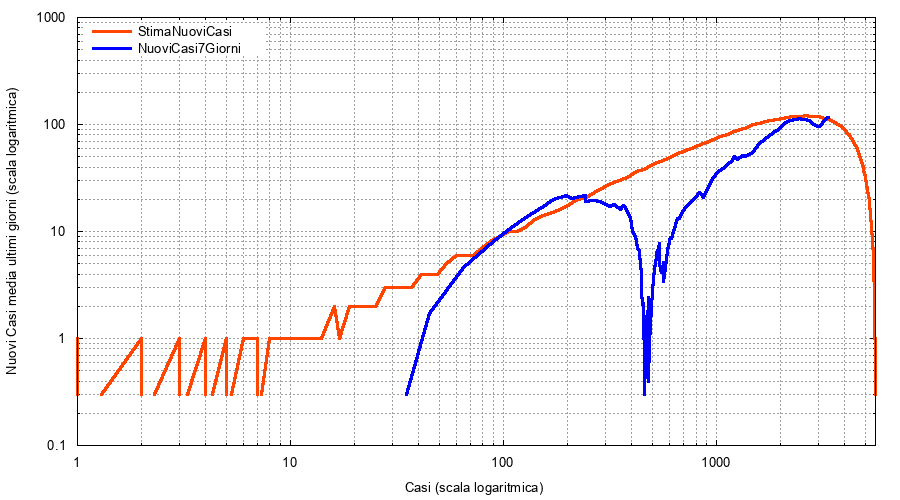 1000
StimaNuoviCasi
NuoviCasi7Giorni
100
10
1
0.1
Nuovi Casi media ultimi giorni (scala logaritmica)
1 10 100 1000
Casi (scala logaritmica)